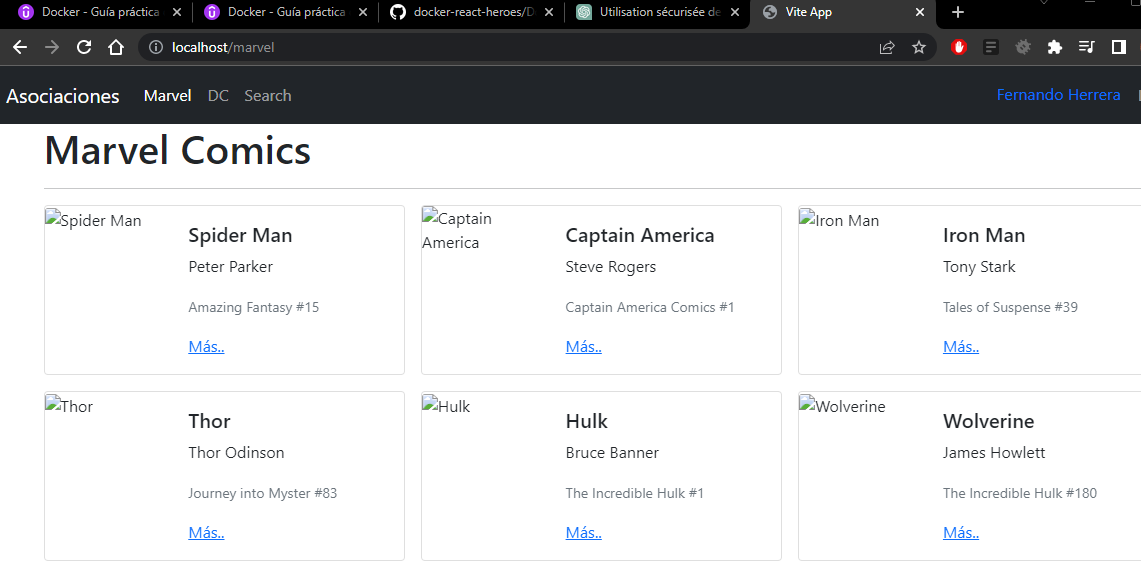 Docker - Guía práctica
Docker - Guía práctica
docker-react-heroes/D
Utilisation sécurisée de
Vite App
localhost/marvel
Asociaciones
Marvel
DC
Search
Fernando Herrera
Marvel Comics
Spider Man
Spider Man
Peter Parker
Amazing Fantasy #15
Más..
Captain
America
Captain America
Steve Rogers
Captain America Comics #1
Más..
Iron Man
Iron Man
Tony Stark
Tales of Suspense #39
Más..
Thor
Thor
Thor Odinson
Journey into Myster #83
Más..
Hulk
Hulk
Bruce Banner
The Incredible Hulk #1
Más..
Wolverine
Wolverine
James Howlett
The Incredible Hulk #180
Más..